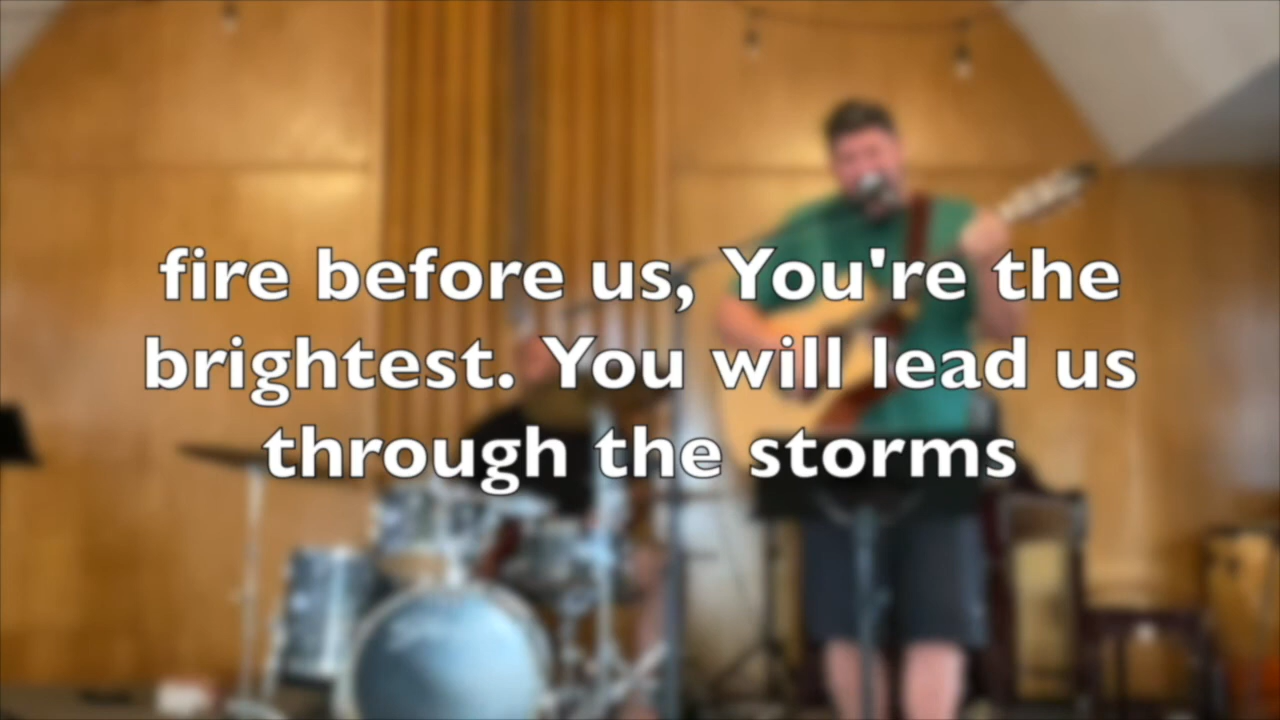 fire before us, You're the
brightest. You will lead us
through the storms